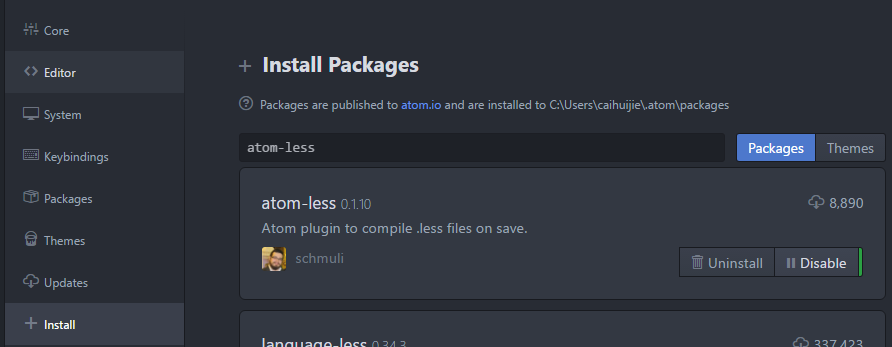 Core
Editor
System
Keybindings
Packages
Themes
Updates
Install
Install Packages
Packages are published to atom.io and are installed to C:\Users\caihuijie\.atom\packages
atom-less
Packages Themes
atom-less 0.1.10
8,890
Atom plugin to compile .less files on save.
schmuli
Uninstall Disable
language-less 0.34.3
337,423